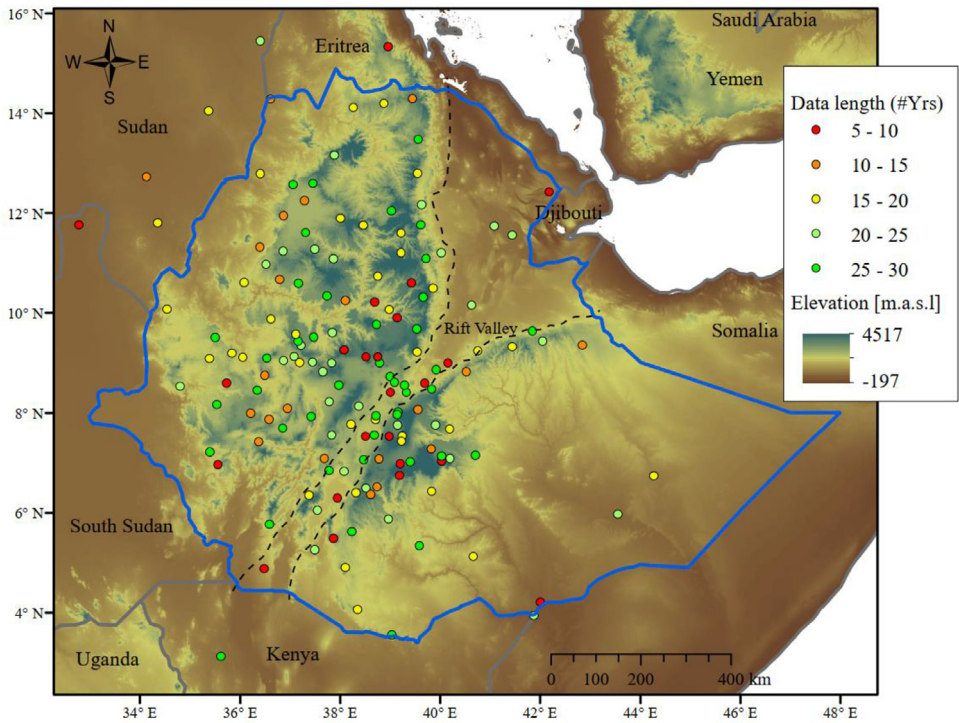 16° N
14° N
12° N
10° N
8° N
6° N
4° N
N
W E
S
Eritrea
Saudi Arabia
Yemen
Sudan
Djibouti
Rift Valley
Somalia
South Sudan
Uganda
Kenya
Data length (#Yrs)
5 - 10
10 - 15
15 - 20
20 - 25
25 - 30
Elevation [m.a.s.l]
4517
-197
0 100 200 400 km
34° E 36° E 38° E 40° E 42° E 44° E 46° E 48° E